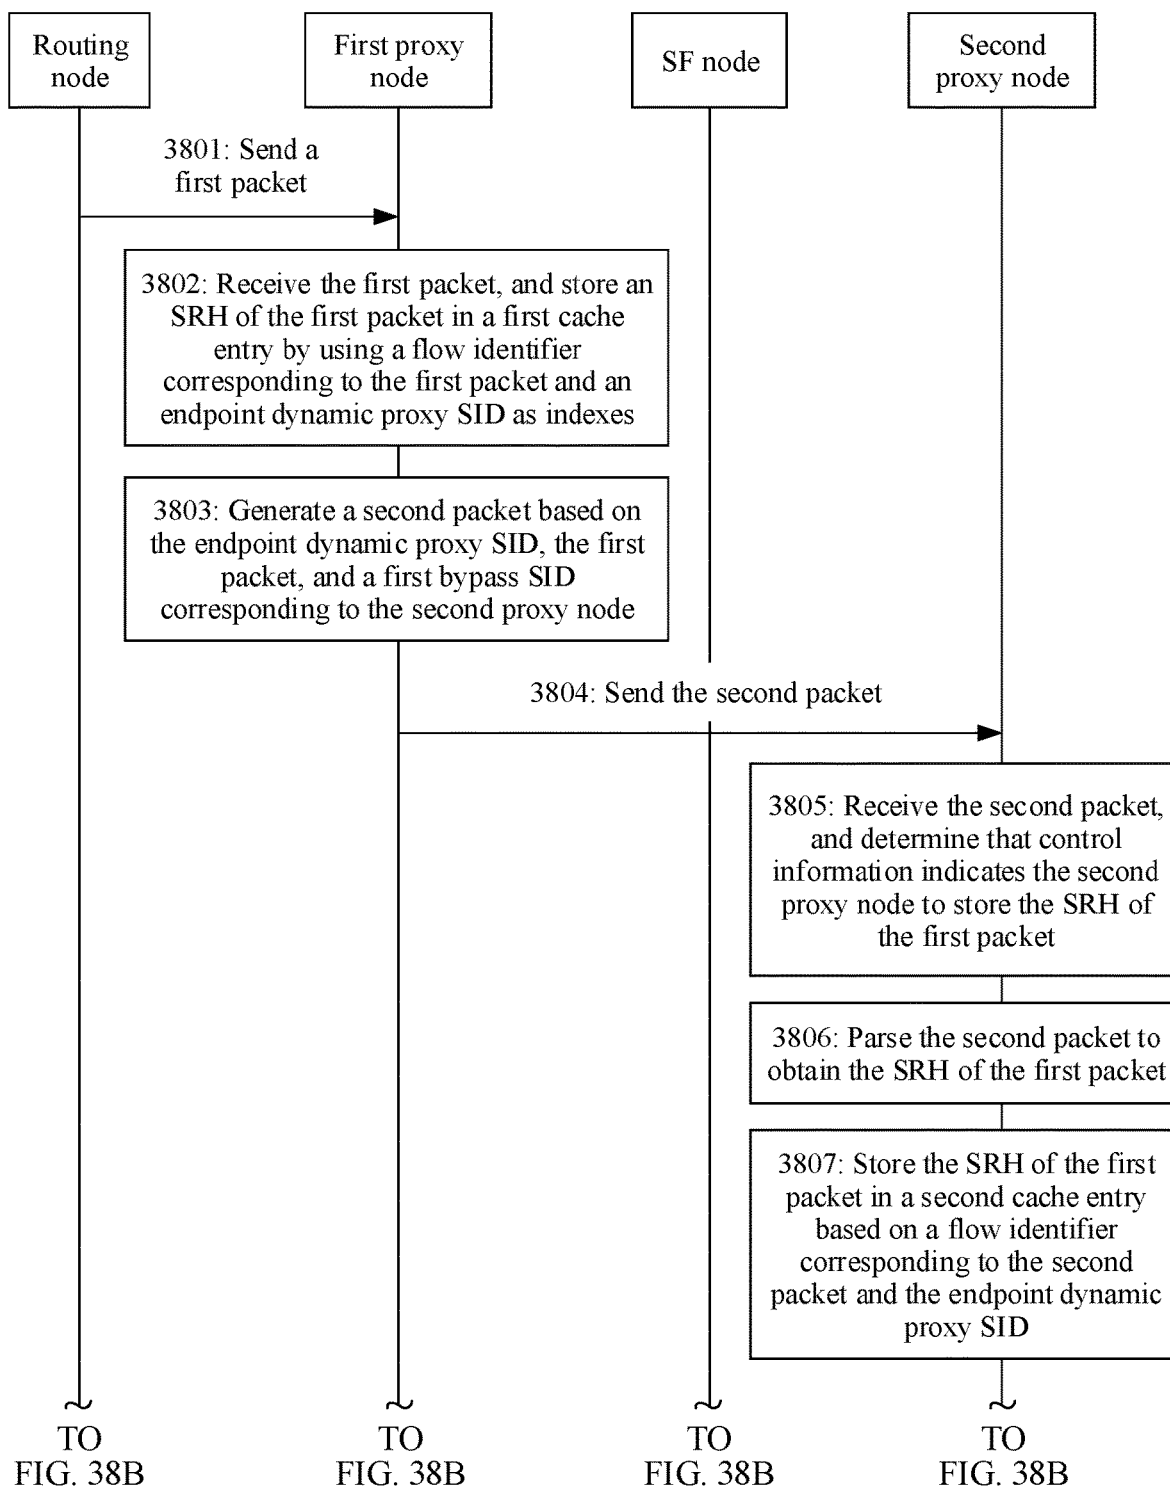 Routing
node
First proxy
node
SF node
Second
proxy node
3801: Send a
first packet
3802: Receive the first packet, and store an
SRH of the first packet in a first cache
entry by using a flow identifier
corresponding to the first packet and an
endpoint dynamic proxy SID as indexes
3803: Generate a second packet based on
the endpoint dynamic proxy SID, the first
packet, and a first bypass SID
corresponding to the second proxy node
3804: Send the second packet
3805: Receive the second packet,
and determine that control
information indicates the second
proxy node to store the SRH of
the first packet
3806: Parse the second packet to
obtain the SRH of the first packet
3807: Store the SRH of the first
packet in a second cache entry
based on a flow identifier
corresponding to the second
packet and the endpoint dynamic
proxy SID
TO
FIG. 38B
TO
FIG. 38B
TO
FIG. 38B
TO
FIG. 38B